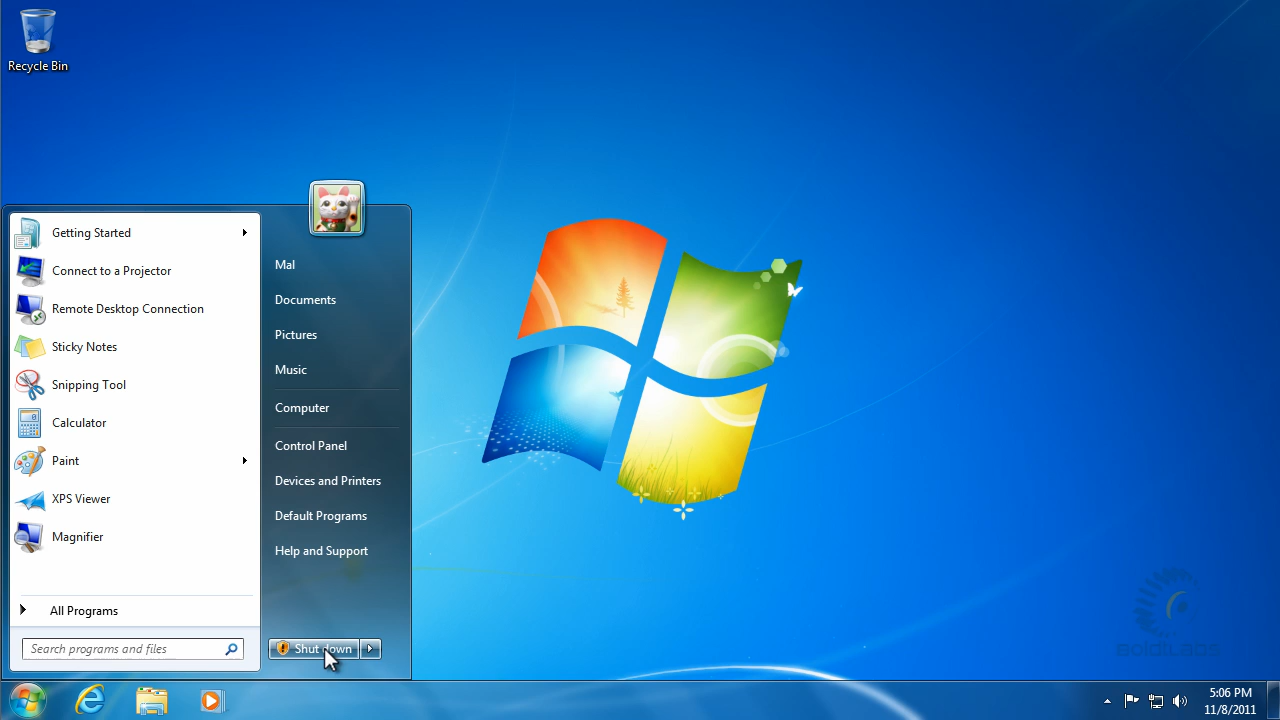 Recycle Bin
Getting Started
Connect to a Projector
Remote Desktop Connection
Sticky Notes
Snipping Tool
Calculator
Paint
XPS Viewer
Magnifier
All Programs
Search programs and files
Mal
Documents
Pictures
Music
Computer
Control Panel
Devices and Printers
Default Programs
Help and Support
Shut down
BoldtLabs
5:06 PM
11/8/2011